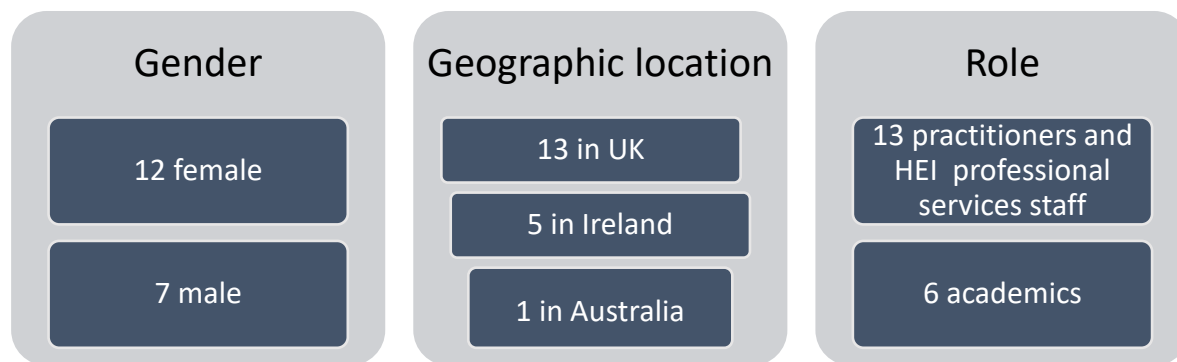 Gender
12 female
7 male
Geographic location
13 in UK
5 in Ireland
1 in Australia
Role
13 practitioners and
HEI  professional
services staff
6 academics